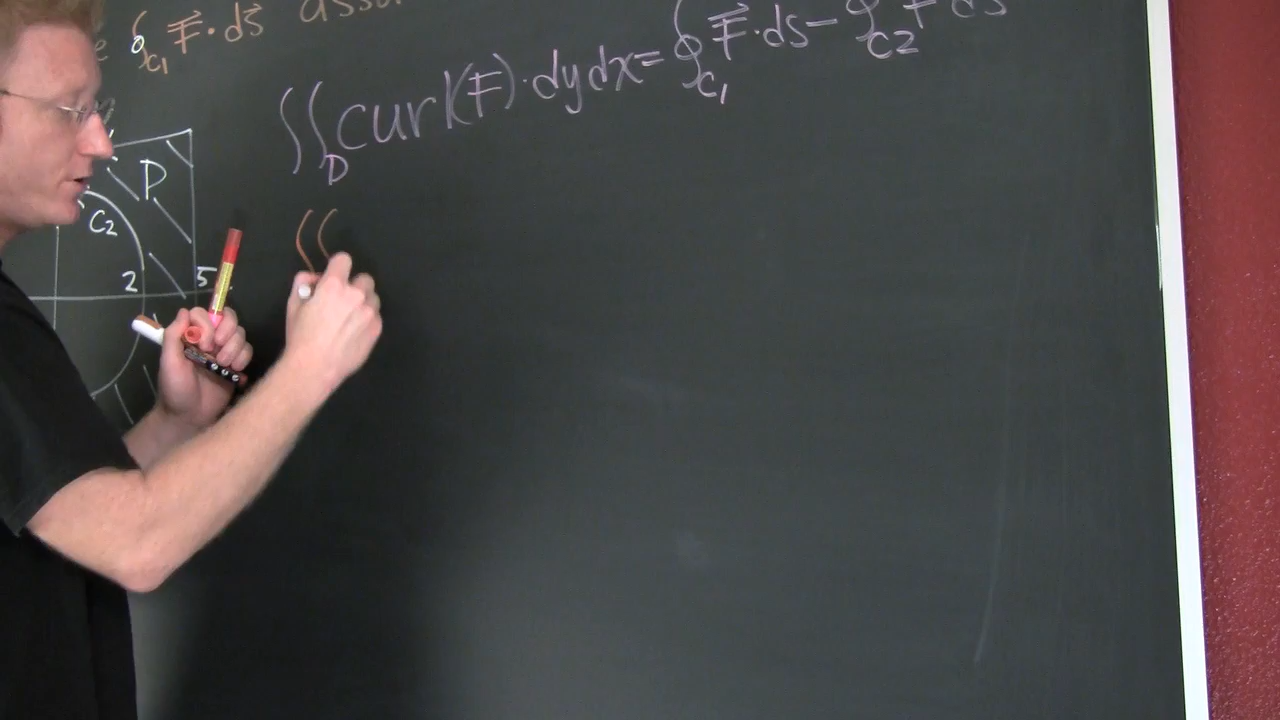 ∮C₁ F⃗·ds⃗
∬D curl(F)·dydx = ∮C₁ F⃗·ds − ∮C2 F ds
D
C2
2 5
∬